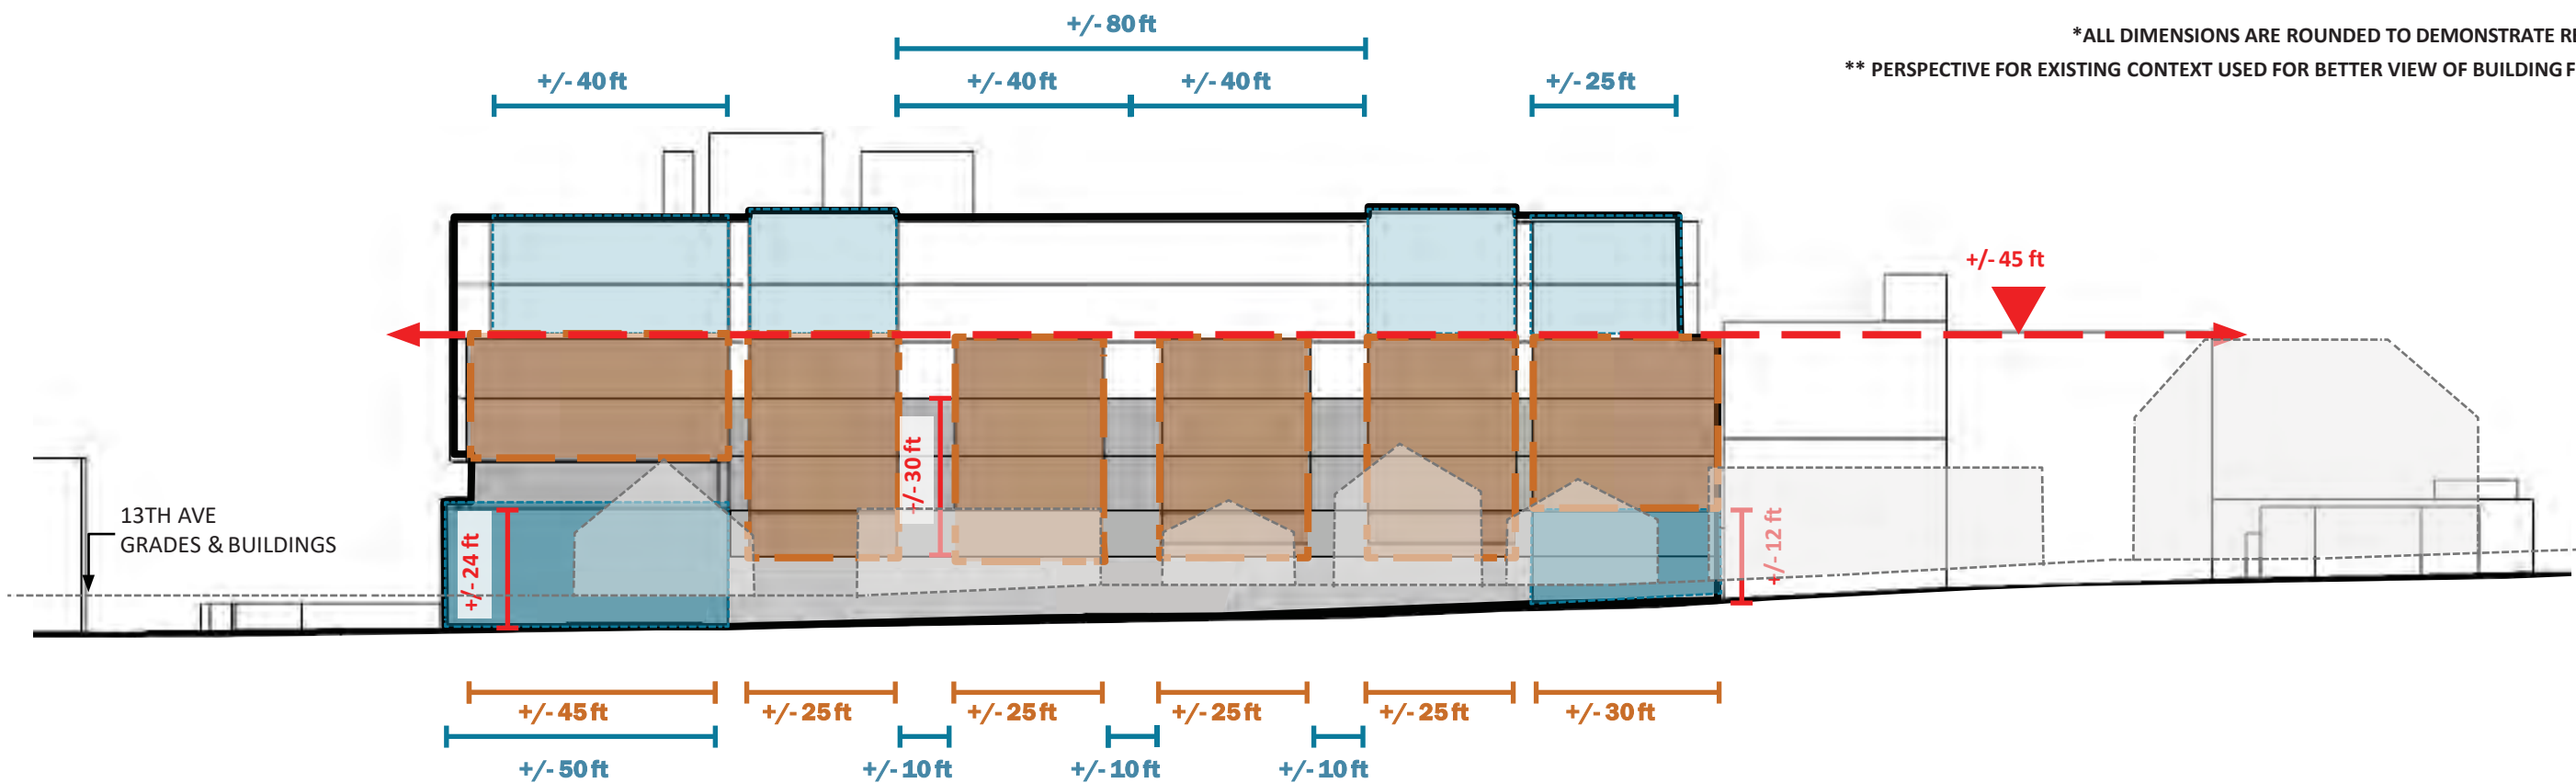 +/- 80 ft
*ALL DIMENSIONS ARE ROUNDED TO DEMONSTRATE
** PERSPECTIVE FOR EXISTING CONTEXT USED FOR BETTER VIEW OF BUILDING
+/- 40 ft
+/- 40 ft
+/- 40 ft
+/- 25 ft
+/- 45 ft
+/- 30 ft
13TH AVE
GRADES & BUILDINGS
+/- 24 ft
+/- 12 ft
+/- 45 ft
+/- 25 ft
+/- 25 ft
+/- 25 ft
+/- 25 ft
+/- 30 ft
+/- 50 ft
+/- 10 ft
+/- 10 ft
+/- 10 ft